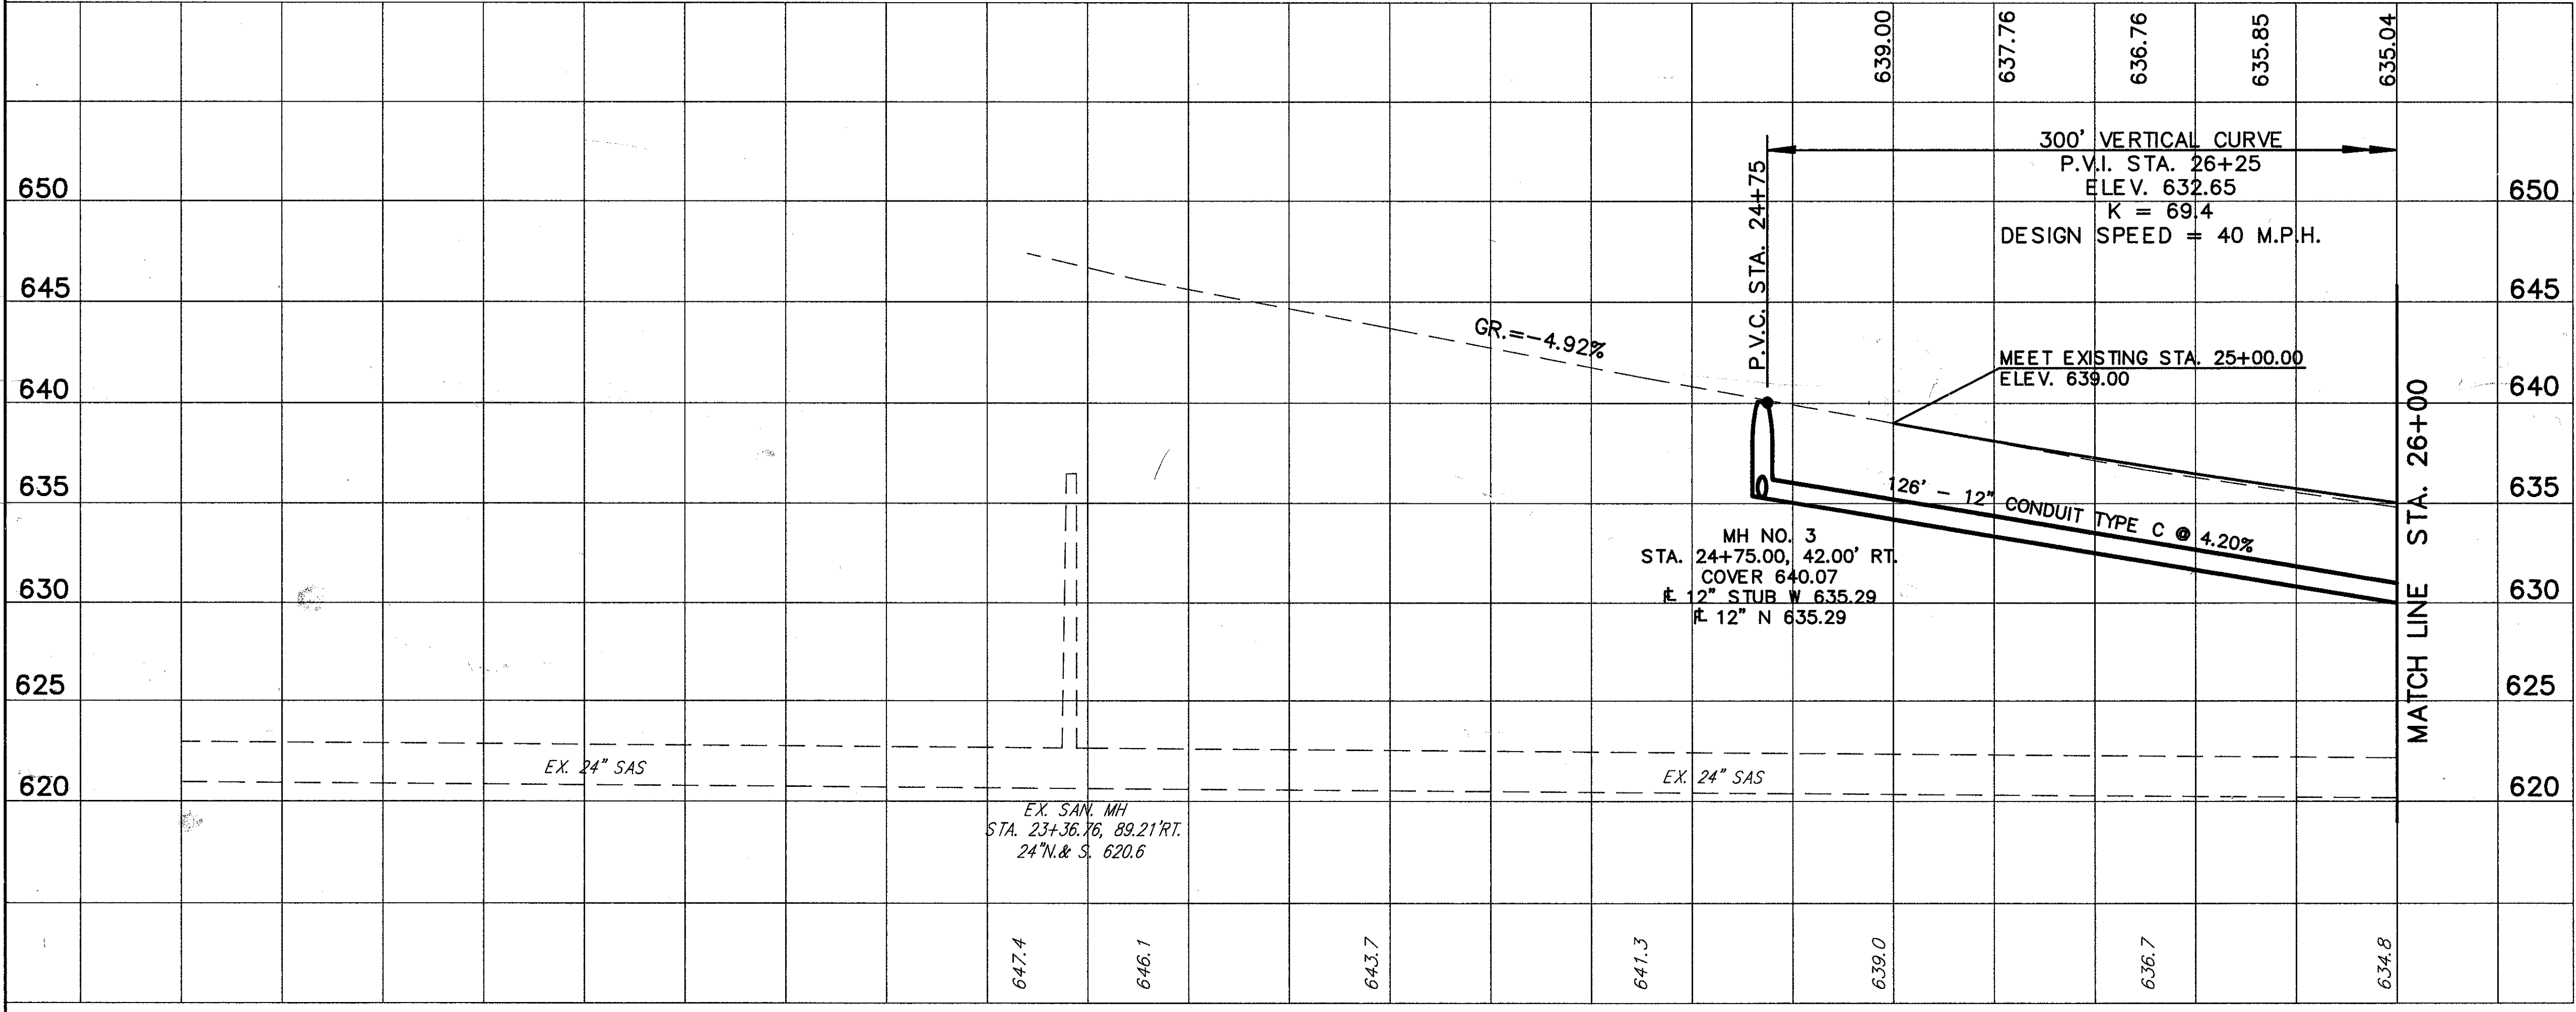 639.00
637.76
636.76
635.85
635.04
300' VERTICAL CURVE
P.V.I. STA. 26+25
ELEV. 632.65
K = 69.4
DESIGN SPEED = 40 M.P.H.
P.V.C. STA. 24+75
650
650
645
645
GR.=-4.92%
MEET EXISTING STA. 25+00.00
ELEV. 639.00
640
640
635
635
126' - 12" CONDUIT TYPE C @ 4.20%
MH NO. 3
STA. 24+75.00, 42.00' RT.
COVER 640.07
12" STUB W 635.29
12" N 635.29
630
630
MATCH LINE STA. 26+00
625
625
EX. 24" SAS
EX. 24" SAS
620
620
EX. SAN. MH
STA. 23+36.76, 89.21'RT.
24"N.& S. 620.6
647.4
646.1
643.7
641.3
639.0
636.7
634.8